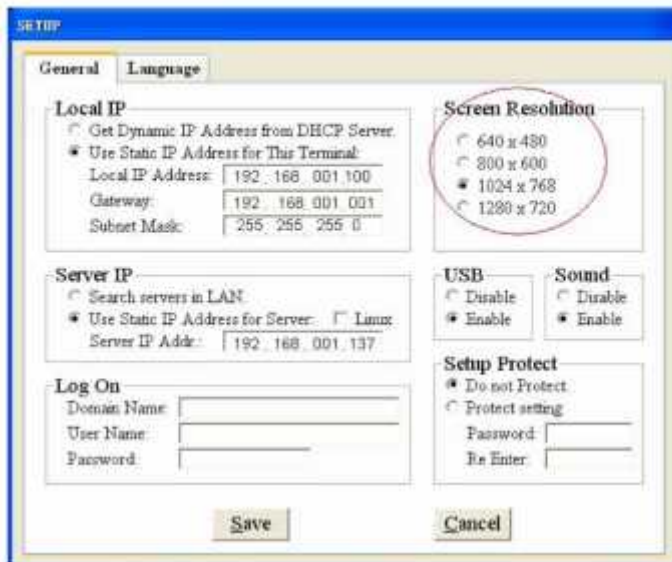 SETUP
General Language
Local IP
Get Dynamic IP Address from DHCP Server.
Use Static IP Address for This Terminal:
Local IP Address: 192 . 168 . 001 . 100
Gateway: 192 . 168 . 001 . 001
Subnet Mask: 255 . 255 . 255 . 0
Screen Resolution
640 x 480
800 x 600
1024 x 768
1280 x 720
Server IP
Search servers in LAN.
Use Static IP Address for Server: Linux
Server IP Addr.: 192 . 168 . 001 . 137
USB
Disable
Enable
Sound
Disable
Enable
Log On
Domain Name:
User Name:
Password:
Setup Protect
Do not Protect
Protect setting
Password:
Re Enter:
Save
Cancel